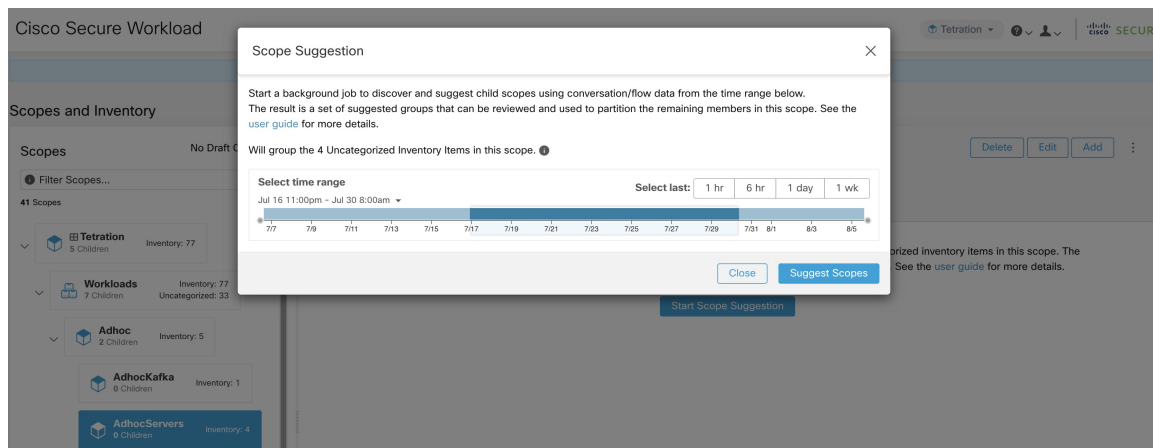 Cisco Secure Workload
Tetration
cisco SECUR
Scope Suggestion
Start a background job to discover and suggest child scopes using conversation/flow data from the time range below.
The result is a set of suggested groups that can be reviewed and used to partition the remaining members in this scope. See the
user guide for more details.
Will group the 4 Uncategorized Inventory Items in this scope.
Select time range
Select last: 1 hr 6 hr 1 day 1 wk
Jul 16 11:00pm - Jul 30 8:00am
7/7 7/9 7/11 7/13 7/15 7/17 7/19 7/21 7/23 7/25 7/27 7/29 7/31 8/1 8/3 8/5
Close Suggest Scopes
Scopes and Inventory
Scopes No Draft
Filter Scopes...
41 Scopes
Tetration
5 Children
Inventory: 77
Workloads
7 Children
Inventory: 77
Uncategorized: 33
Adhoc
2 Children
Inventory: 5
AdhocKafka
0 Children
Inventory: 1
AdhocServers
0 Children
Inventory: 4
Delete Edit Add
orized inventory items in this scope. The
See the user guide for more details.
Start Scope Suggestion